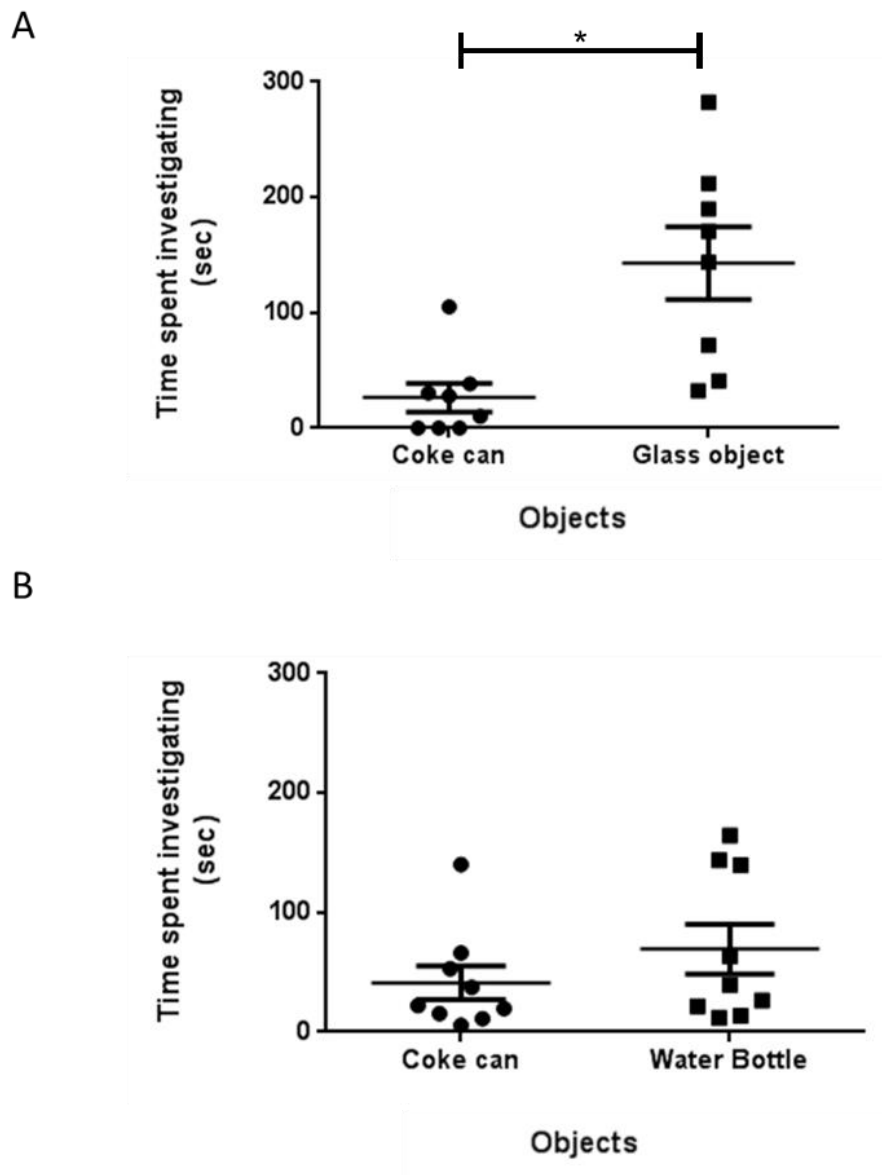 A
*
Time spent investigating
(sec)
300
200
100
0
Coke can Glass object
Objects
B
Time spent investigating
(sec)
300
200
100
0
Coke can Water Bottle
Objects